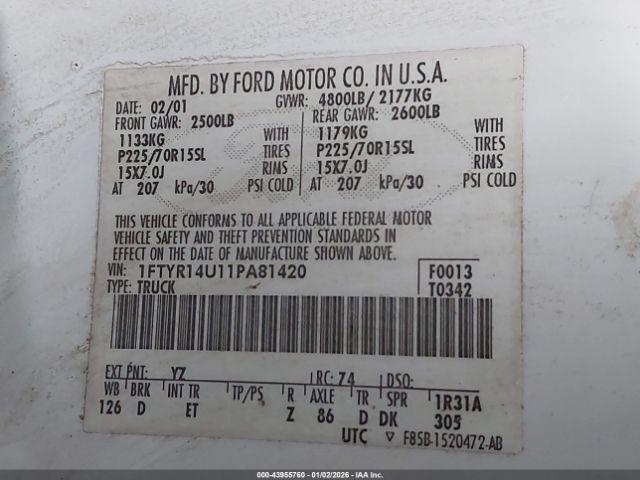 MFD. BY FORD MOTOR CO. IN U.S.A.
DATE: 02/01 GVWR: 4800LB/ 2177KG
FRONT GAWR: 2500LB REAR GAWR: 2600LB
1133KG WITH 1179KG WITH
P225/70R15SL TIRES P225/70R15SL TIRES
15X7.0J RIMS 15X7.0J RIMS
AT 207 kPa/30 PSI COLD AT 207 kPa/30 PSI COLD
THIS VEHICLE CONFORMS TO ALL APPLICABLE FEDERAL MOTOR
VEHICLE SAFETY AND THEFT PREVENTION STANDARDS IN
EFFECT ON THE DATE OF MANUFACTURE SHOWN ABOVE.
VIN: 1FTYR14U11PA81420 F0013
TYPE: TRUCK T0342
EXT PNT: YZ RC: 74 DSO:
WB BRK INT TR TP/PS R AXLE TR SPR 1R31A
126 D ET Z 86 D DK 305
UTC ▽ F85B-1520472-AB
000-43955760 - 01/02/2026 - IAA Inc.